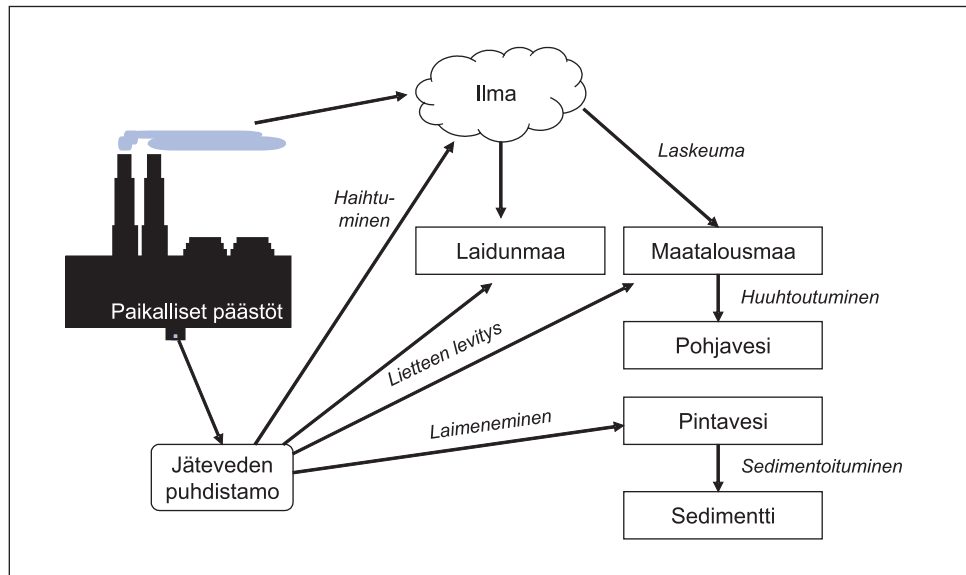 Ilma
Laskeuma
Haihtu-
minen
Laidunmaa
Maatalousmaa
Paikalliset päästöt
Huuhtoutuminen
Pohjavesi
Lietteen levitys
Laimeneminen
Pintavesi
Jäteveden
puhdistamo
Sedimentoituminen
Sedimentti